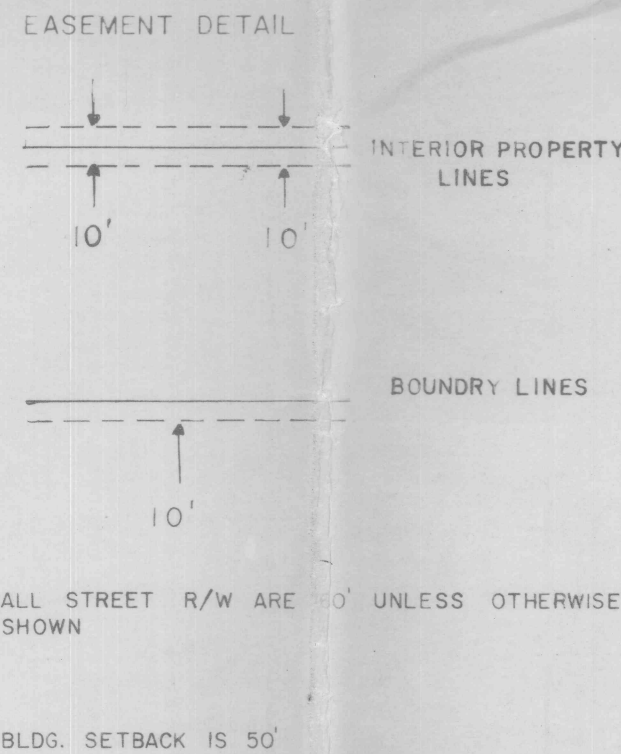 EASEMENT DETAIL
INTERIOR PROPERTY
LINES
10' 10'
BOUNDRY LINES
10'
ALL STREET R/W ARE UNLESS OTHERWISE
SHOWN
BLDG. SETBACK IS 50'